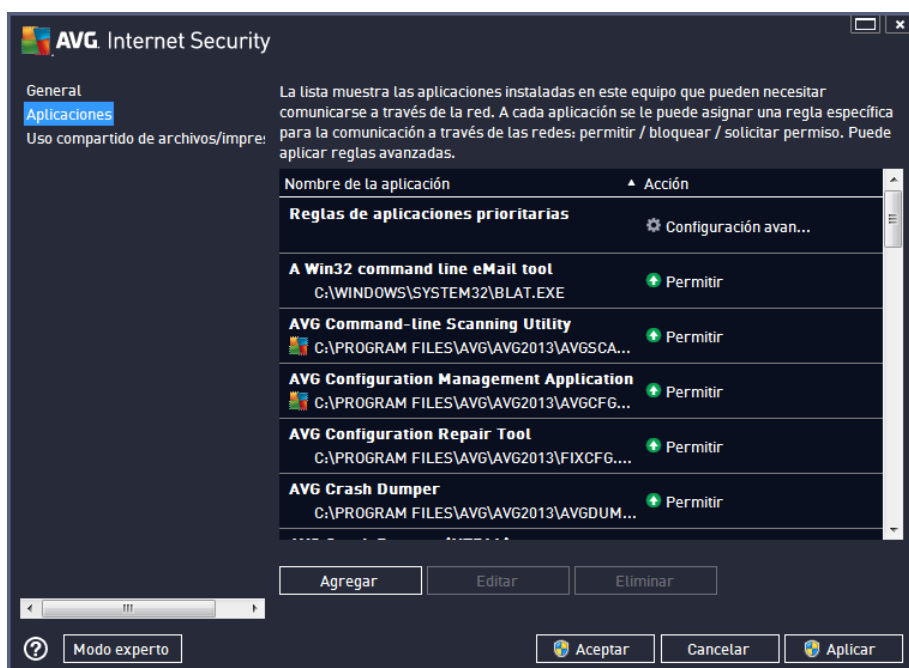 AVG. Internet Security
General
Aplicaciones
Uso compartido de archivos/impre
La lista muestra las aplicaciones instaladas en este equipo que pueden necesitar
comunicarse a través de la red. A cada aplicación se le puede asignar una regla específica
para la comunicación a través de las redes: permitir / bloquear / solicitar permiso. Puede
aplicar reglas avanzadas.
Nombre de la aplicación Acción
Reglas de aplicaciones prioritarias
Configuración avan...
A Win32 command line eMail tool
C:\WINDOWS\SYSTEM32\BLAT.EXE
Permitir
AVG Command-line Scanning Utility
C:\PROGRAM FILES\AVG\AVG2013\AVGSCA...
Permitir
AVG Configuration Management Application
C:\PROGRAM FILES\AVG\AVG2013\AVGCFG...
Permitir
AVG Configuration Repair Tool
C:\PROGRAM FILES\AVG\AVG2013\FIXCFG....
Permitir
AVG Crash Dumper
C:\PROGRAM FILES\AVG\AVG2013\AVGDUM...
Permitir
Agregar Editar Eliminar
? Modo experto Aceptar Cancelar Aplicar